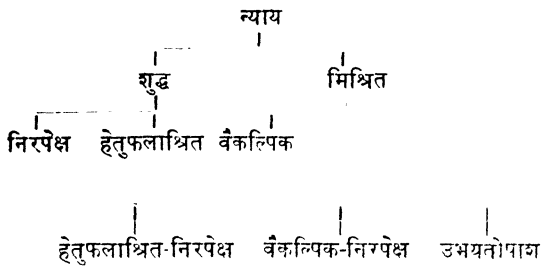 न्याय
शुद्ध मिश्रित
निरपेक्ष हेतुफलाश्रित वैकल्पिक
हेतुफलाश्रित-निरपेक्ष वैकल्पिक-निरपेक्ष उभयतोपाश